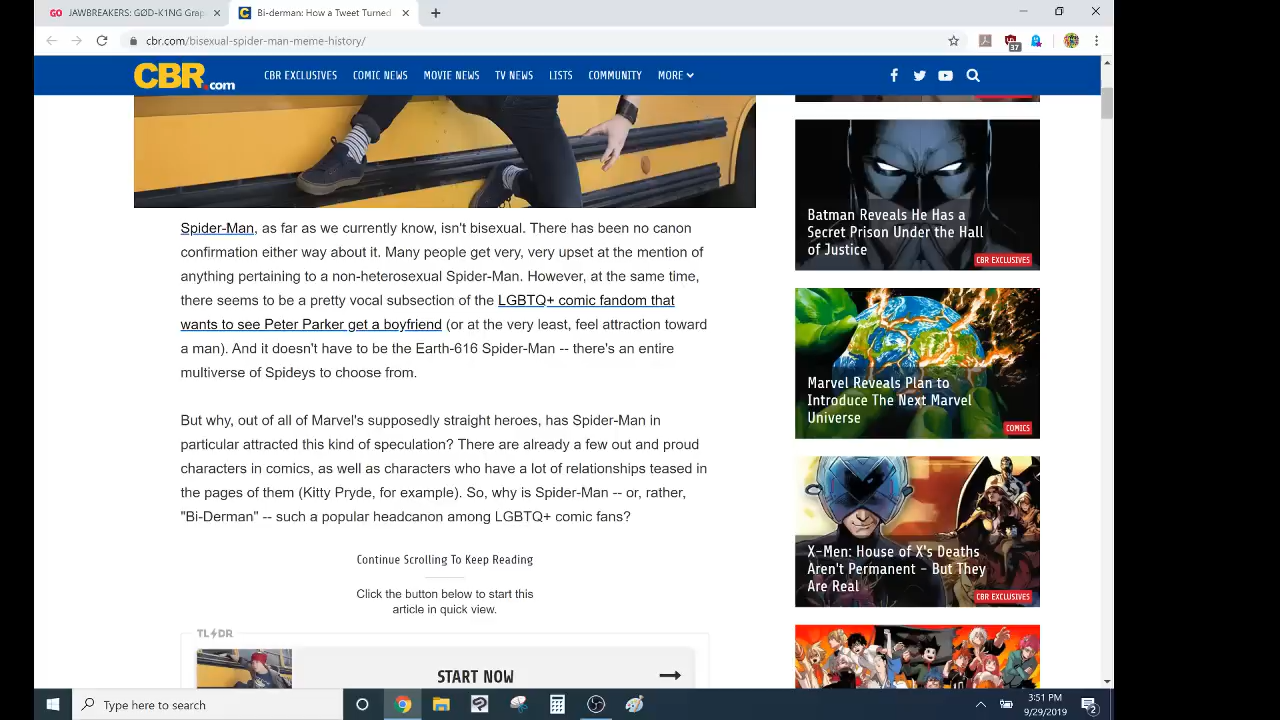 GO JAWBREAKERS: GØD-K1NG Grap
Bi-derman: How a Tweet Turned
cbr.com/bisexual-spider-man-meme-history/
37
CBR.com
CBR EXCLUSIVES COMIC NEWS MOVIE NEWS TV NEWS LISTS COMMUNITY MORE
Spider-Man, as far as we currently know, isn't bisexual. There has been no canon
confirmation either way about it. Many people get very, very upset at the mention of
anything pertaining to a non-heterosexual Spider-Man. However, at the same time,
there seems to be a pretty vocal subsection of the LGBTQ+ comic fandom that
wants to see Peter Parker get a boyfriend (or at the very least, feel attraction toward
a man). And it doesn't have to be the Earth-616 Spider-Man -- there's an entire
multiverse of Spideys to choose from.
But why, out of all of Marvel's supposedly straight heroes, has Spider-Man in
particular attracted this kind of speculation? There are already a few out and proud
characters in comics, as well as characters who have a lot of relationships teased in
the pages of them (Kitty Pryde, for example). So, why is Spider-Man -- or, rather,
"Bi-Derman" -- such a popular headcanon among LGBTQ+ comic fans?
Continue Scrolling To Keep Reading
Click the button below to start this
article in quick view.
TL DR
START NOW
Batman Reveals He Has a
Secret Prison Under the Hall
of Justice
CBR EXCLUSIVES
Marvel Reveals Plan to
Introduce The Next Marvel
Universe
COMICS
X-Men: House of X's Deaths
Aren't Permanent – But They
Are Real
CBR EXCLUSIVES
Type here to search
3:51 PM
9/29/2019
2